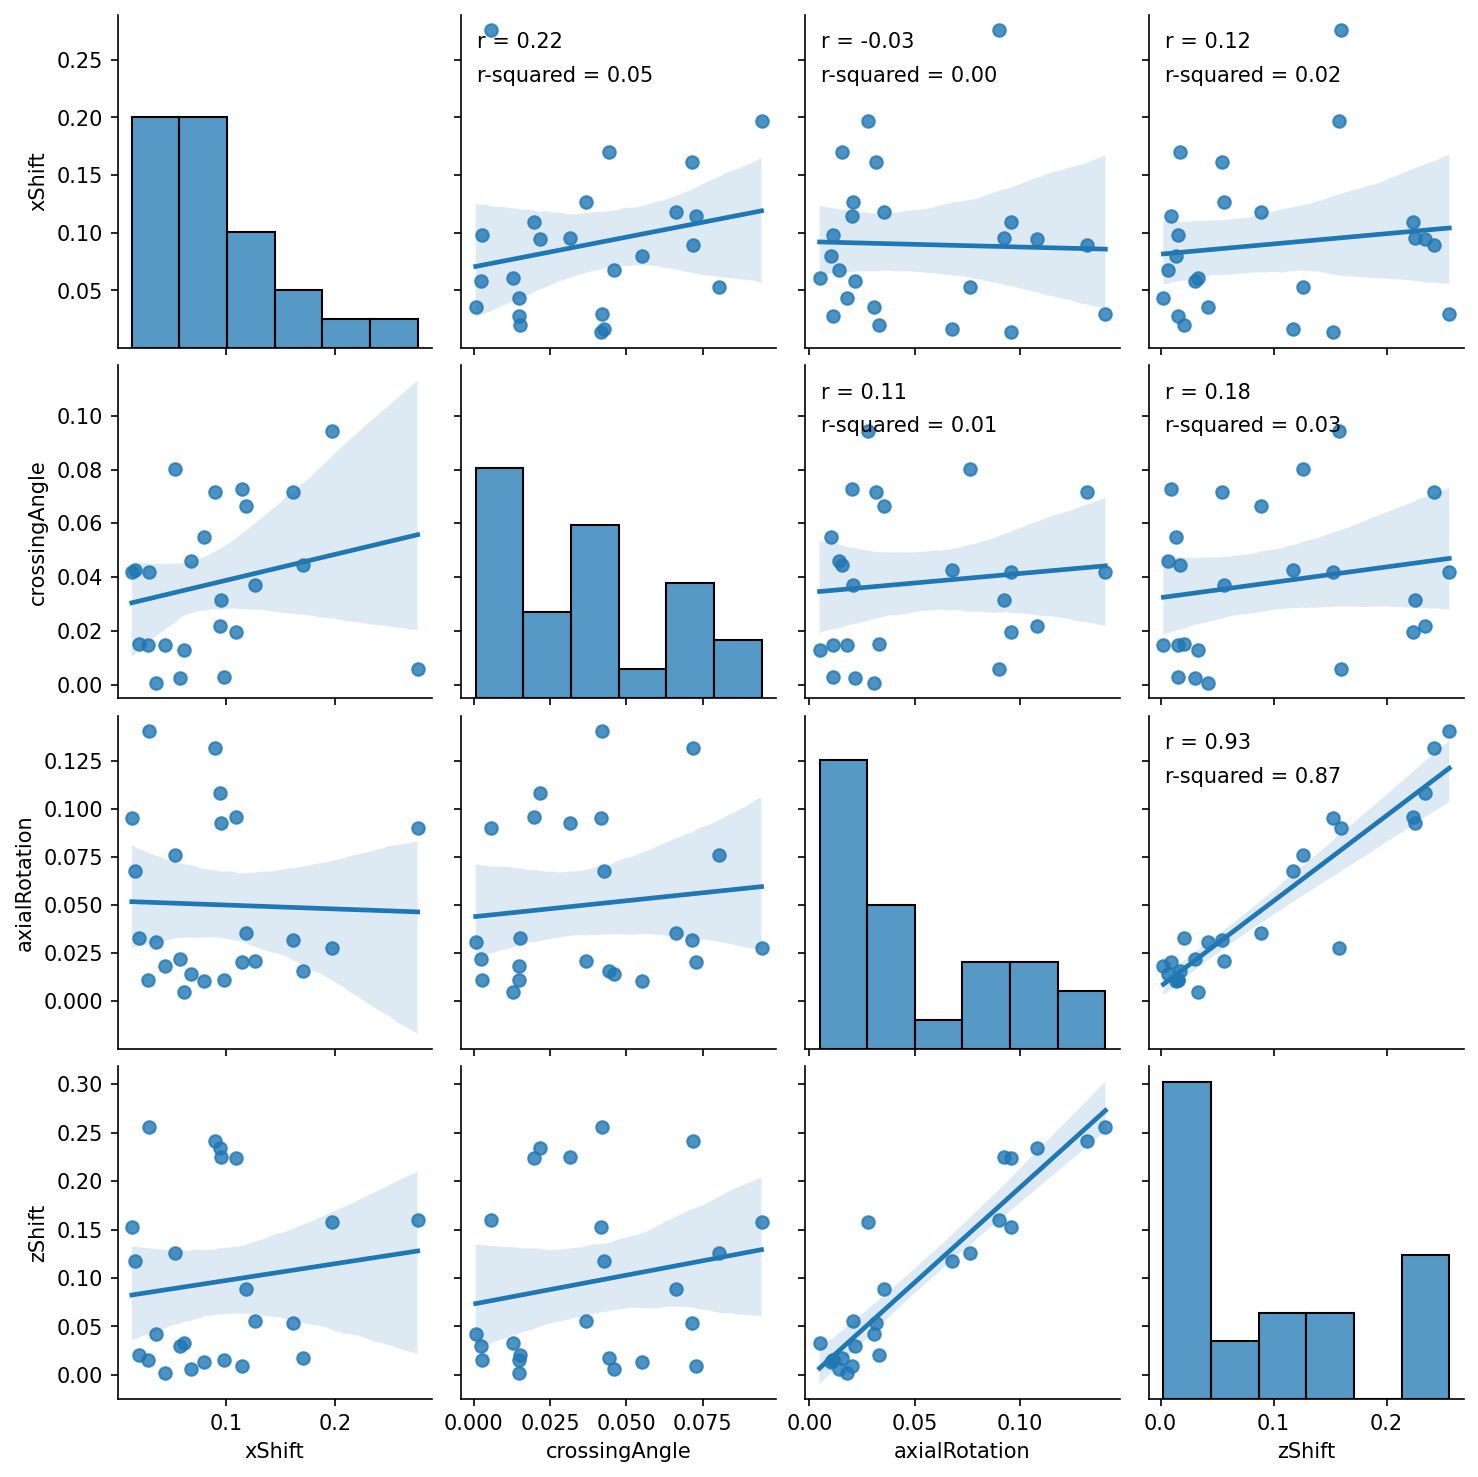 0.25
0.20
0.15
0.10
0.05
xShift
r = 0.22
r-squared = 0.05
r = -0.03
r-squared = 0.00
r = 0.12
r-squared = 0.02
0.10
0.08
0.06
0.04
0.02
0.00
crossingAngle
r = 0.11
r-squared = 0.01
r = 0.18
r-squared = 0.03
0.125
0.100
0.075
0.050
0.025
0.000
axialRotation
r = 0.93
r-squared = 0.87
0.30
0.25
0.20
0.15
0.10
0.05
0.00
zShift
0.1 0.2
xShift
0.000 0.025 0.050 0.075
crossingAngle
0.00 0.05 0.10
axialRotation
0.0 0.1 0.2
zShift